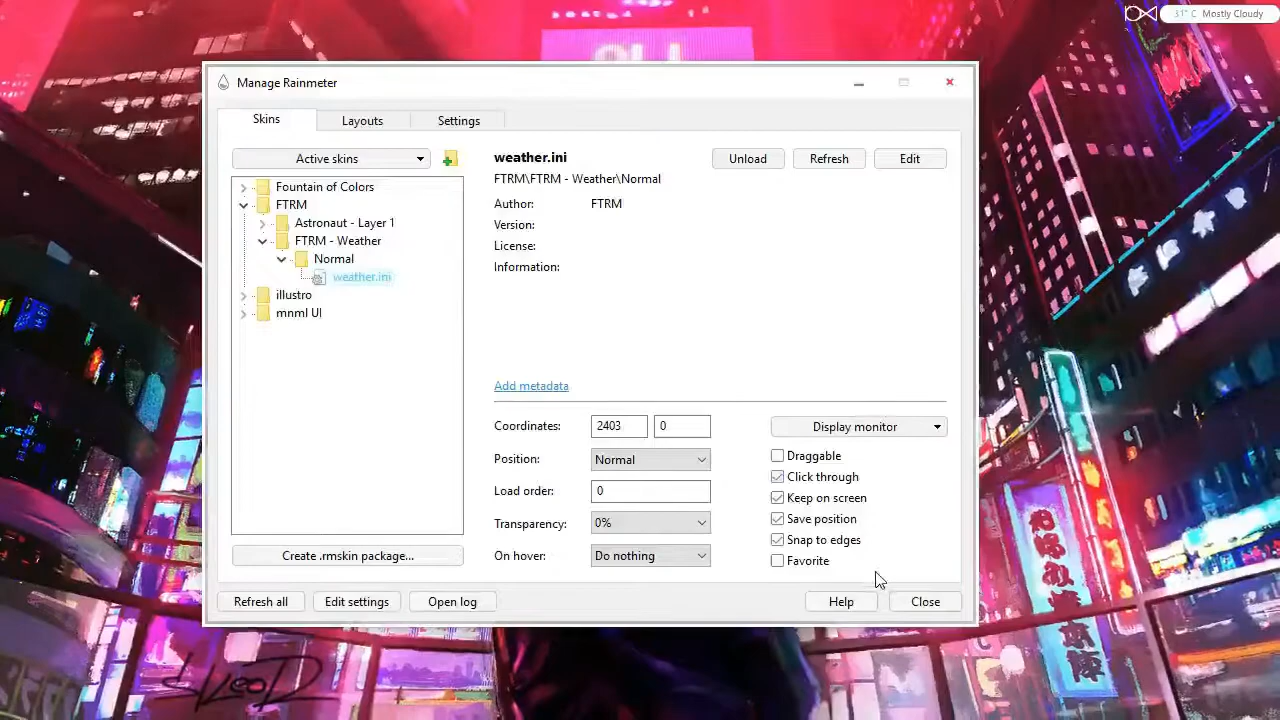 31° C Mostly Cloudy
Manage Rainmeter
Skins Layouts Settings
Active skins
Fountain of Colors
FTRM
Astronaut - Layer 1
FTRM - Weather
Normal
weather.ini
illustro
mnml UI
Create .rmskin package...
weather.ini Unload Refresh Edit
FTRM\FTRM - Weather\Normal
Author: FTRM
Version:
License:
Information:
Add metadata
Coordinates: 2403 0
Position: Normal
Load order: 0
Transparency: 0%
On hover: Do nothing
Display monitor
Draggable
Click through
Keep on screen
Save position
Snap to edges
Favorite
Refresh all Edit settings Open log Help Close